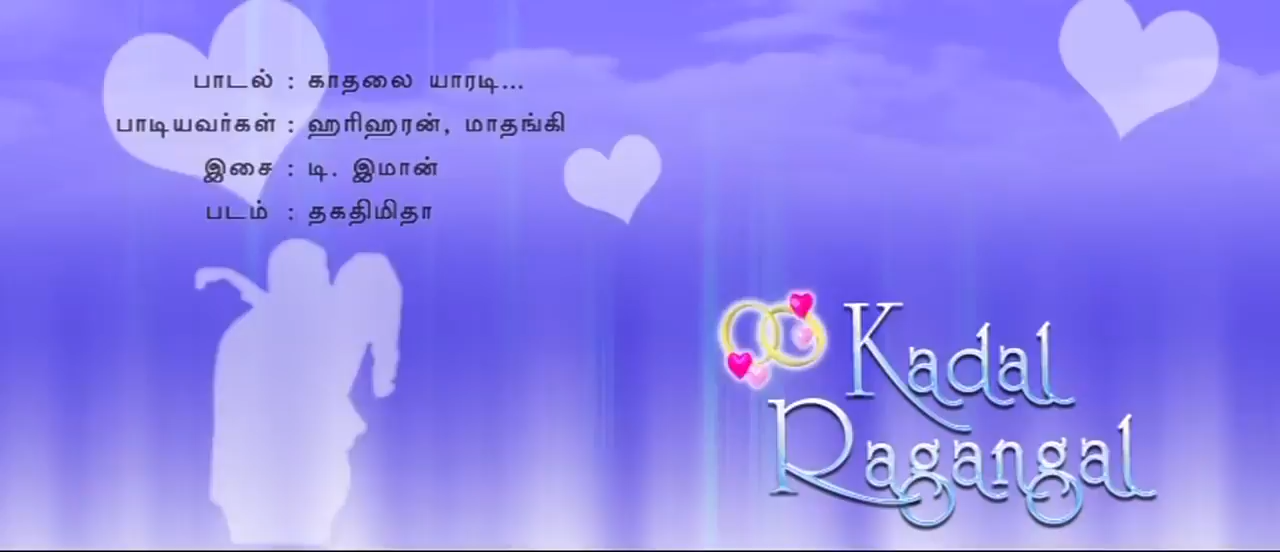 பாடல் : காதலை யாரடி...
பாடியவர்கள் : ஹரிஹரன், மாதங்கி
இசை : டி. இமான்
படம் : தகதிமிதா
Kadal
Ragangal